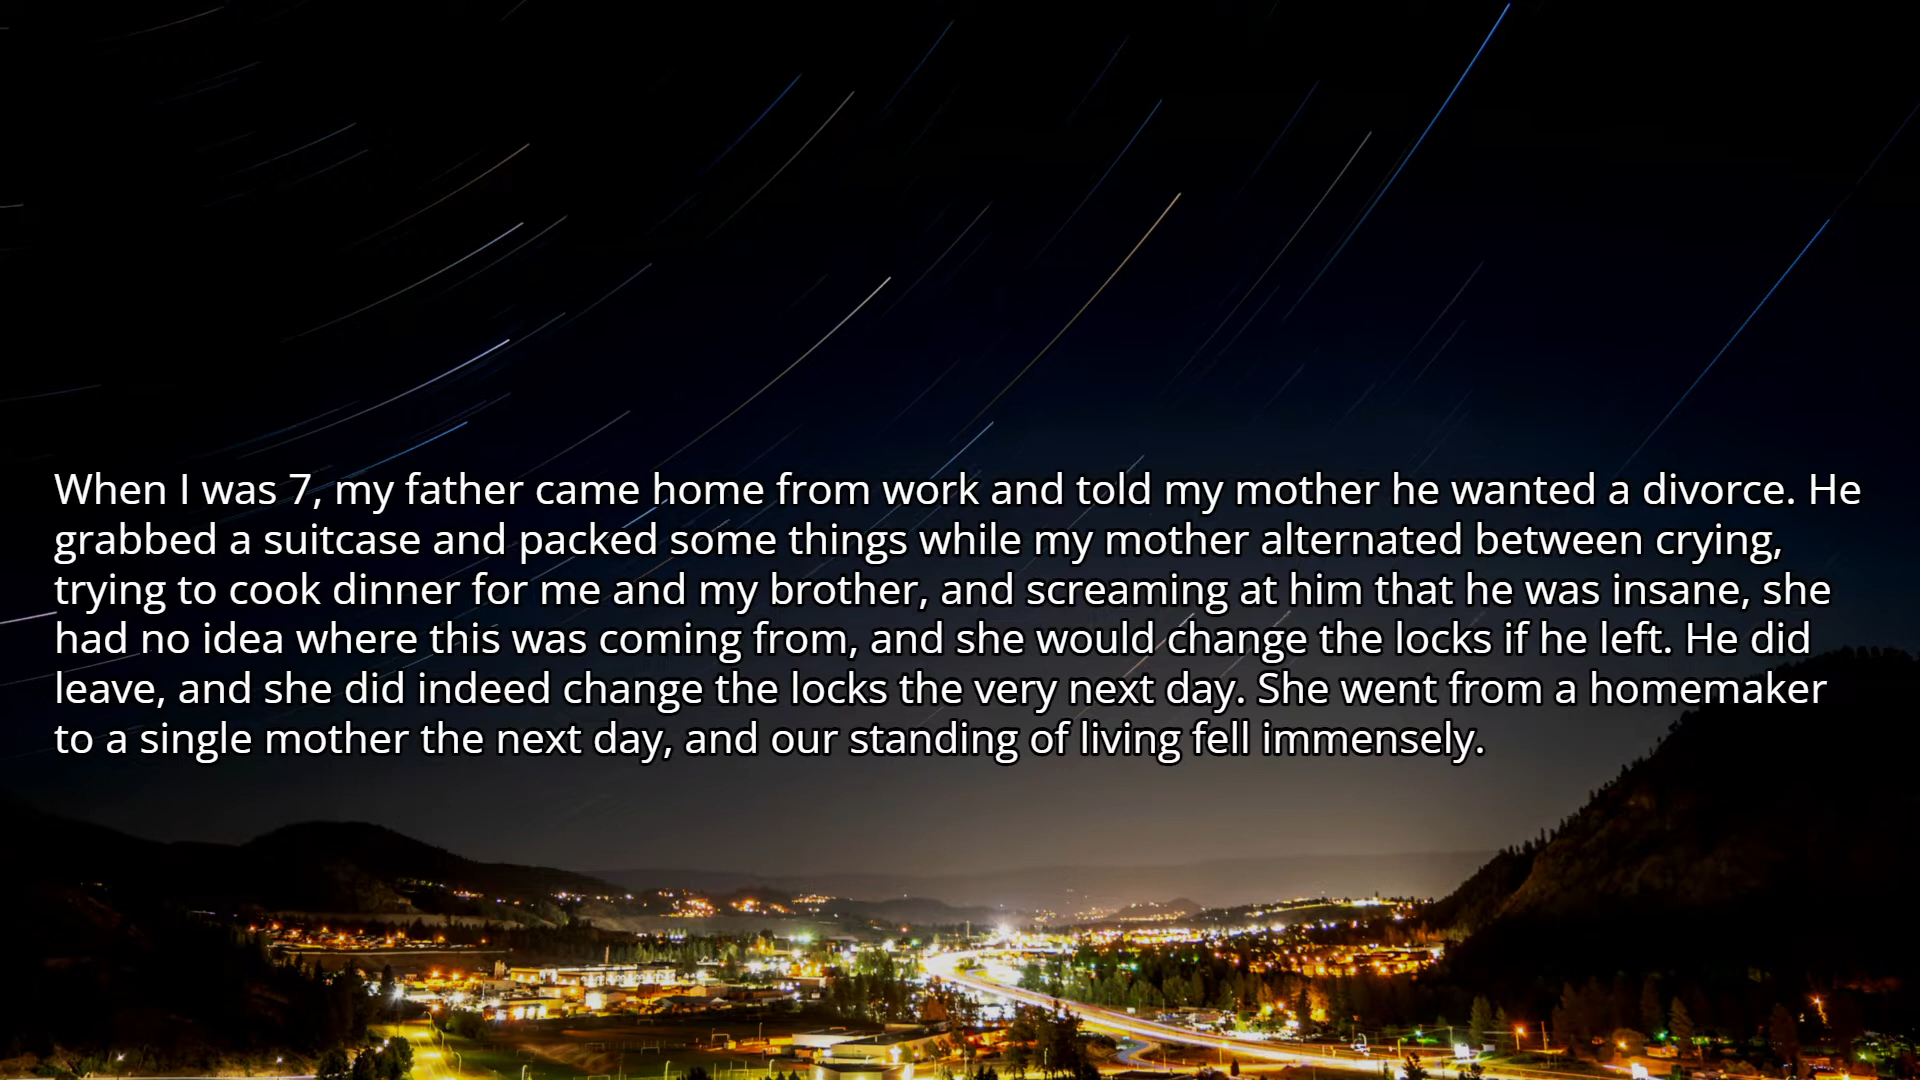 When I was 7, my father came home from work and told my mother he wanted a divorce. He
grabbed a suitcase and packed some things while my mother alternated between crying,
trying to cook dinner for me and my brother, and screaming at him that he was insane, she
had no idea where this was coming from, and she would change the locks if he left. He did
leave, and she did indeed change the locks the very next day. She went from a homemaker
to a single mother the next day, and our standing of living fell immensely.